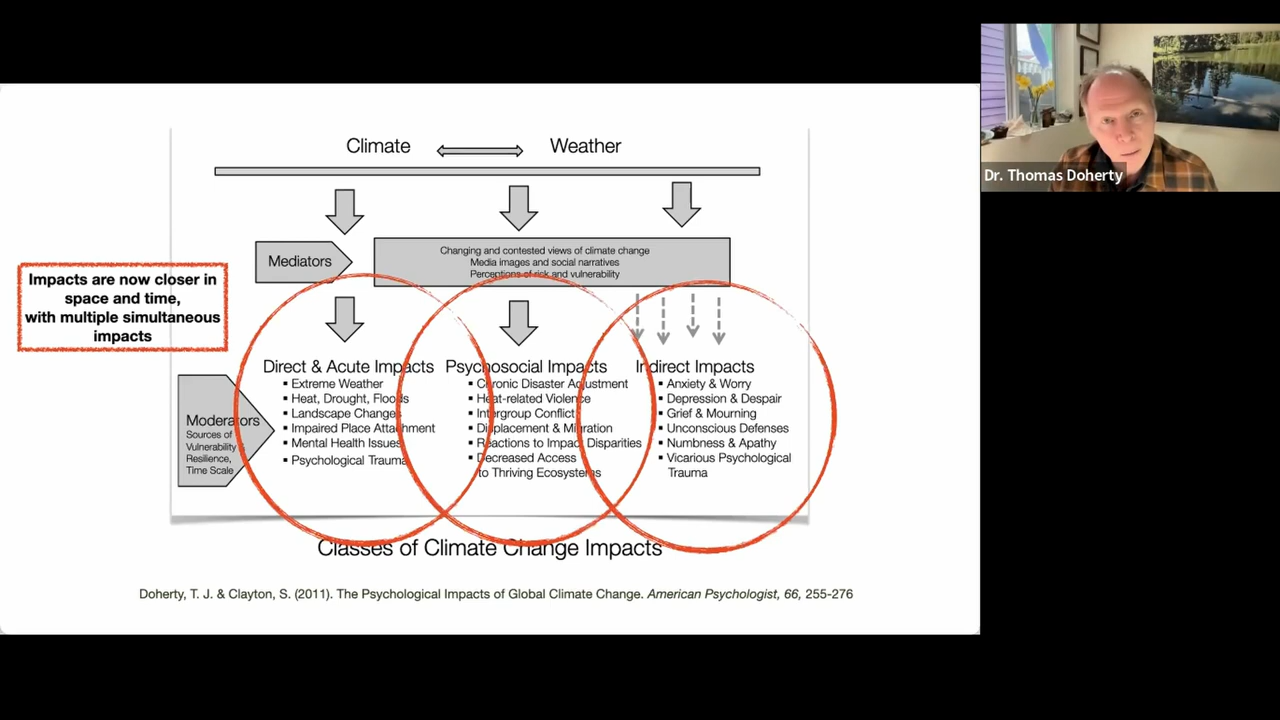 Climate
Weather
Mediators
Changing and contested views of climate change
Media images and social narratives
Perceptions of risk and vulnerability
Impacts are now closer in
space and time,
with multiple simultaneous
impacts
Moderators
Sources of
Vulnerability &
Resilience,
Time Scale
Direct & Acute Impacts
▪ Extreme Weather
▪ Heat, Drought, Floods
▪ Landscape Changes
▪ Impaired Place Attachment
▪ Mental Health Issues
▪ Psychological Trauma
Psychosocial Impacts
▪ Chronic Disaster Adjustment
▪ Heat-related Violence
▪ Intergroup Conflict
▪ Displacement & Migration
▪ Reactions to Impact Disparities
▪ Decreased Access
to Thriving Ecosystems
Indirect Impacts
▪ Anxiety & Worry
▪ Depression & Despair
▪ Grief & Mourning
▪ Unconscious Defenses
▪ Numbness & Apathy
▪ Vicarious Psychological
Trauma
Classes of Climate Change Impacts
Doherty, T. J. & Clayton, S. (2011). The Psychological Impacts of Global Climate Change. American Psychologist, 66, 255-276
Dr. Thomas Doherty